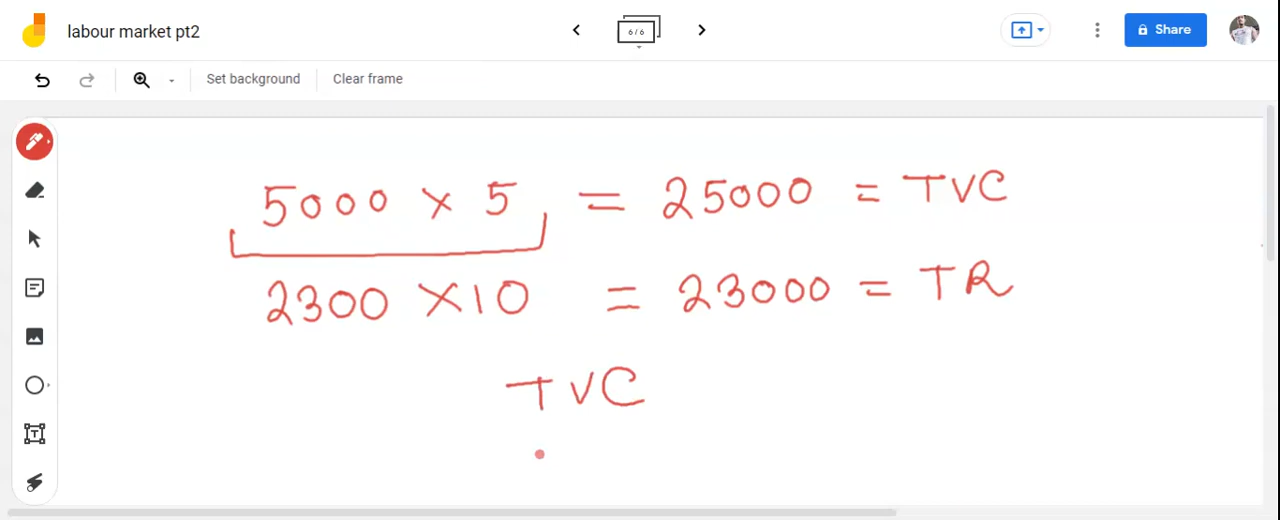 labour market pt2
6 / 6
Share
Set background
Clear frame
5000 × 5 = 25000 = TVC
2300 × 10 = 23000 = TR
TVC